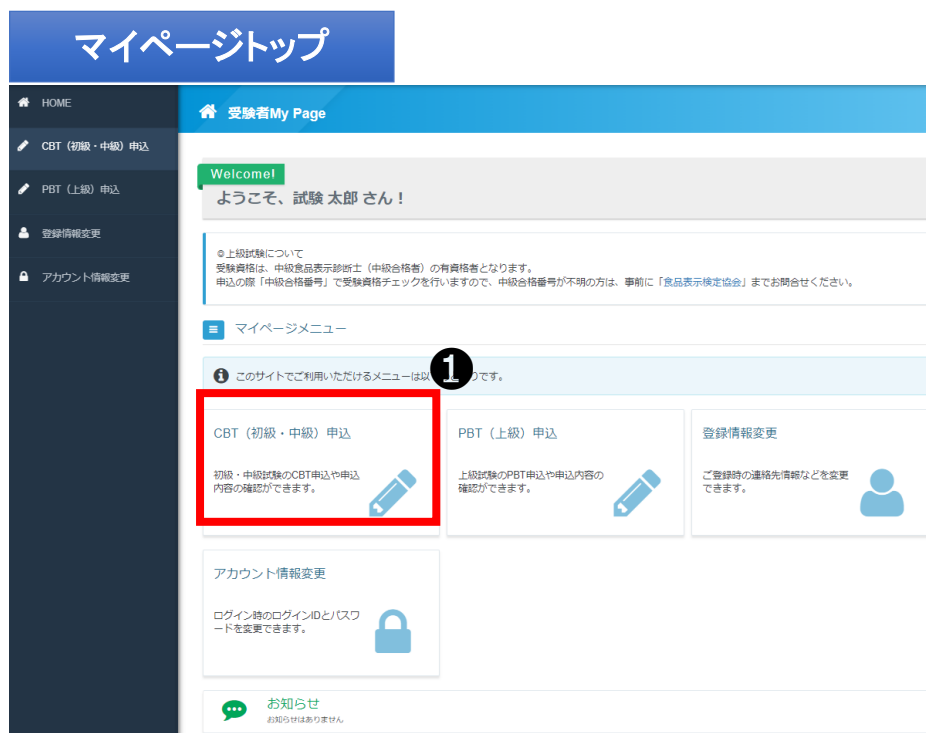 マイページトップ
HOME
CBT（初級・中級）申込
PBT（上級）申込
登録情報変更
アカウント情報変更
受験者My Page
Welcome!
ようこそ、試験 太郎 さん！
◎上級試験について
受験資格は、中級食品表示診断士（中級合格者）の有資格者となります。
申込の際「中級合格番号」で受験資格チェックを行いますので、中級合格番号が不明の方は、事前に「食品表示検定協会」までお問合せください。
マイページメニュー
このサイトでご利用いただけるメニューは以
りです。
1
CBT（初級・中級）申込
初級・中級試験のCBT申込や申込
内容の確認ができます。
PBT（上級）申込
上級試験のPBT申込や申込内容の
確認ができます。
登録情報変更
ご登録時の連絡先情報などを変更
できます。
アカウント情報変更
ログイン時のログインIDとパスワ
ードを変更できます。
お知らせ
お知らせはありません